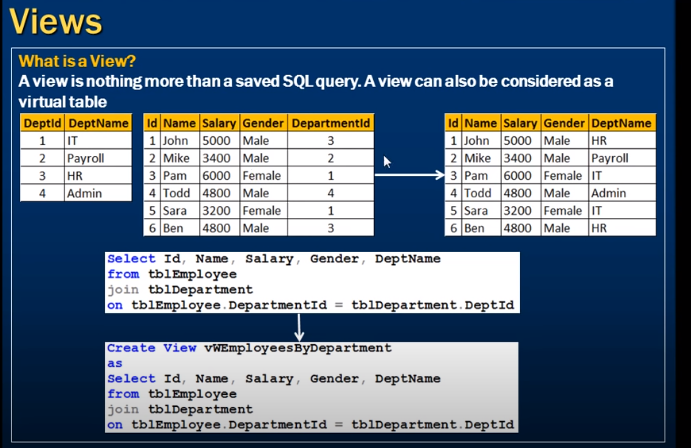 Views
What is a View?
A view is nothing more than a saved SQL query. A view can also be considered as a
virtual table
DeptId DeptName
1 IT
2 Payroll
3 HR
4 Admin
Id Name Salary Gender DepartmentId
1 John 5000 Male 3
2 Mike 3400 Male 2
3 Pam 6000 Female 1
4 Todd 4800 Male 4
5 Sara 3200 Female 1
6 Ben 4800 Male 3
Id Name Salary Gender DeptName
1 John 5000 Male HR
2 Mike 3400 Male Payroll
3 Pam 6000 Female IT
4 Todd 4800 Male Admin
5 Sara 3200 Female IT
6 Ben 4800 Male HR
Select Id, Name, Salary, Gender, DeptName
from tblEmployee
join tblDepartment
on tblEmployee.DepartmentId = tblDepartment.DeptId
Create View vWEmployeesByDepartment
as
Select Id, Name, Salary, Gender, DeptName
from tblEmployee
join tblDepartment
on tblEmployee.DepartmentId = tblDepartment.DeptId